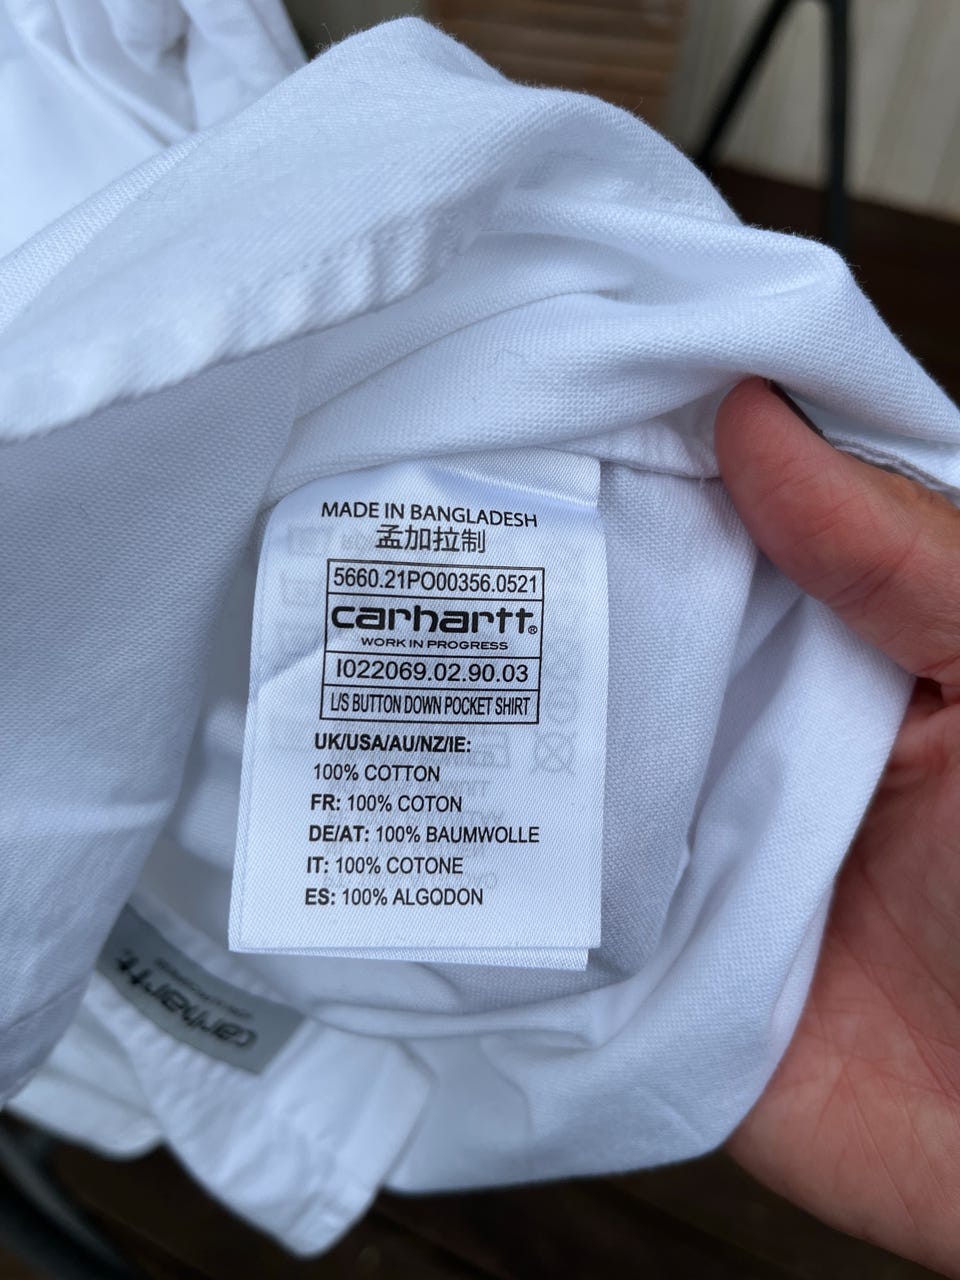 MADE IN BANGLADESH
孟加拉制
5660.21PO00356.0521
carhartt®
WORK IN PROGRESS
I022069.02.90.03
L/S BUTTON DOWN POCKET SHIRT
UK/USA/AU/NZ/IE:
100% COTTON
FR: 100% COTON
DE/AT: 100% BAUMWOLLE
IT: 100% COTONE
ES: 100% ALGODON
carhartt